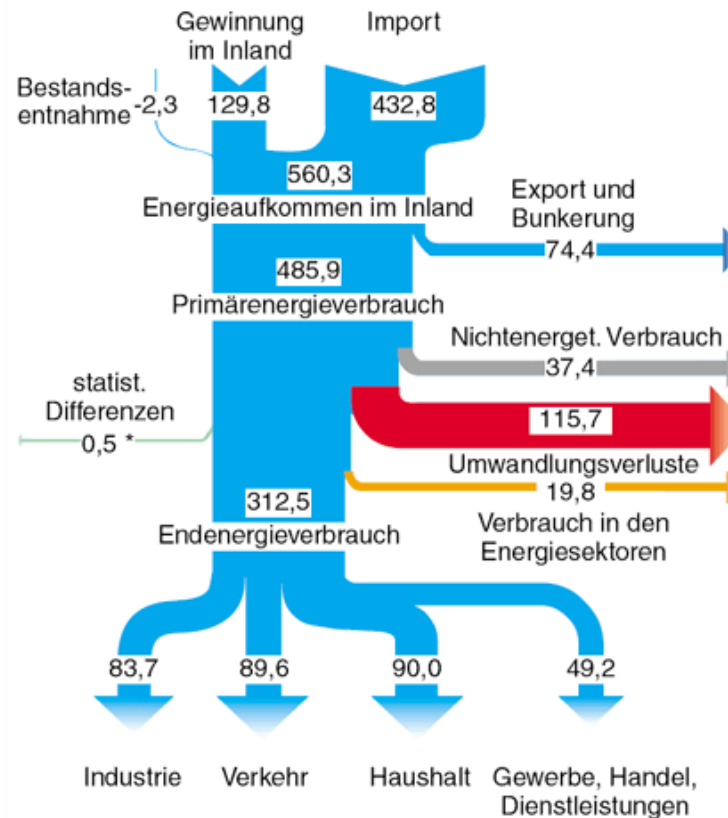 Gewinnung
im Inland
Import
Bestands-
entnahme
-2,3
129,8
432,8
560,3
Energieaufkommen im Inland
Export und
Bunkerung
74,4
485,9
Primärenergieverbrauch
Nichtenerget. Verbrauch
37,4
statist.
Differenzen
0,5 *
115,7
Umwandlungsverluste
19,8
Verbrauch in den
Energiesektoren
312,5
Endenergieverbrauch
83,7
89,6
90,0
49,2
Industrie
Verkehr
Haushalt
Gewerbe, Handel,
Dienstleistungen